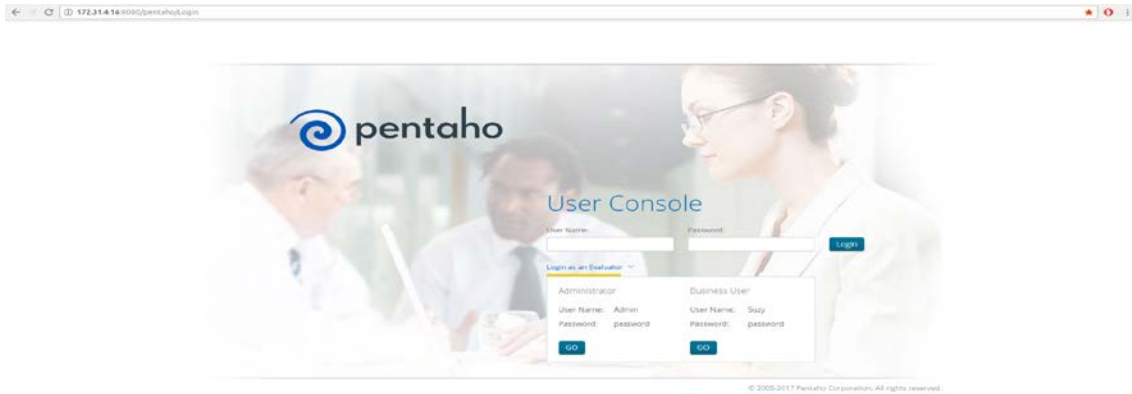 172.31.4.16:8080/pentaho/Login
pentaho
User Console
User Name:
Password:
Login
Login as an Evaluator
Administrator
Business User
User Name: Admin
User Name: Suzy
Password: password
Password: password
GO
GO
© 2005-2017 Pentaho Corporation. All rights reserved.